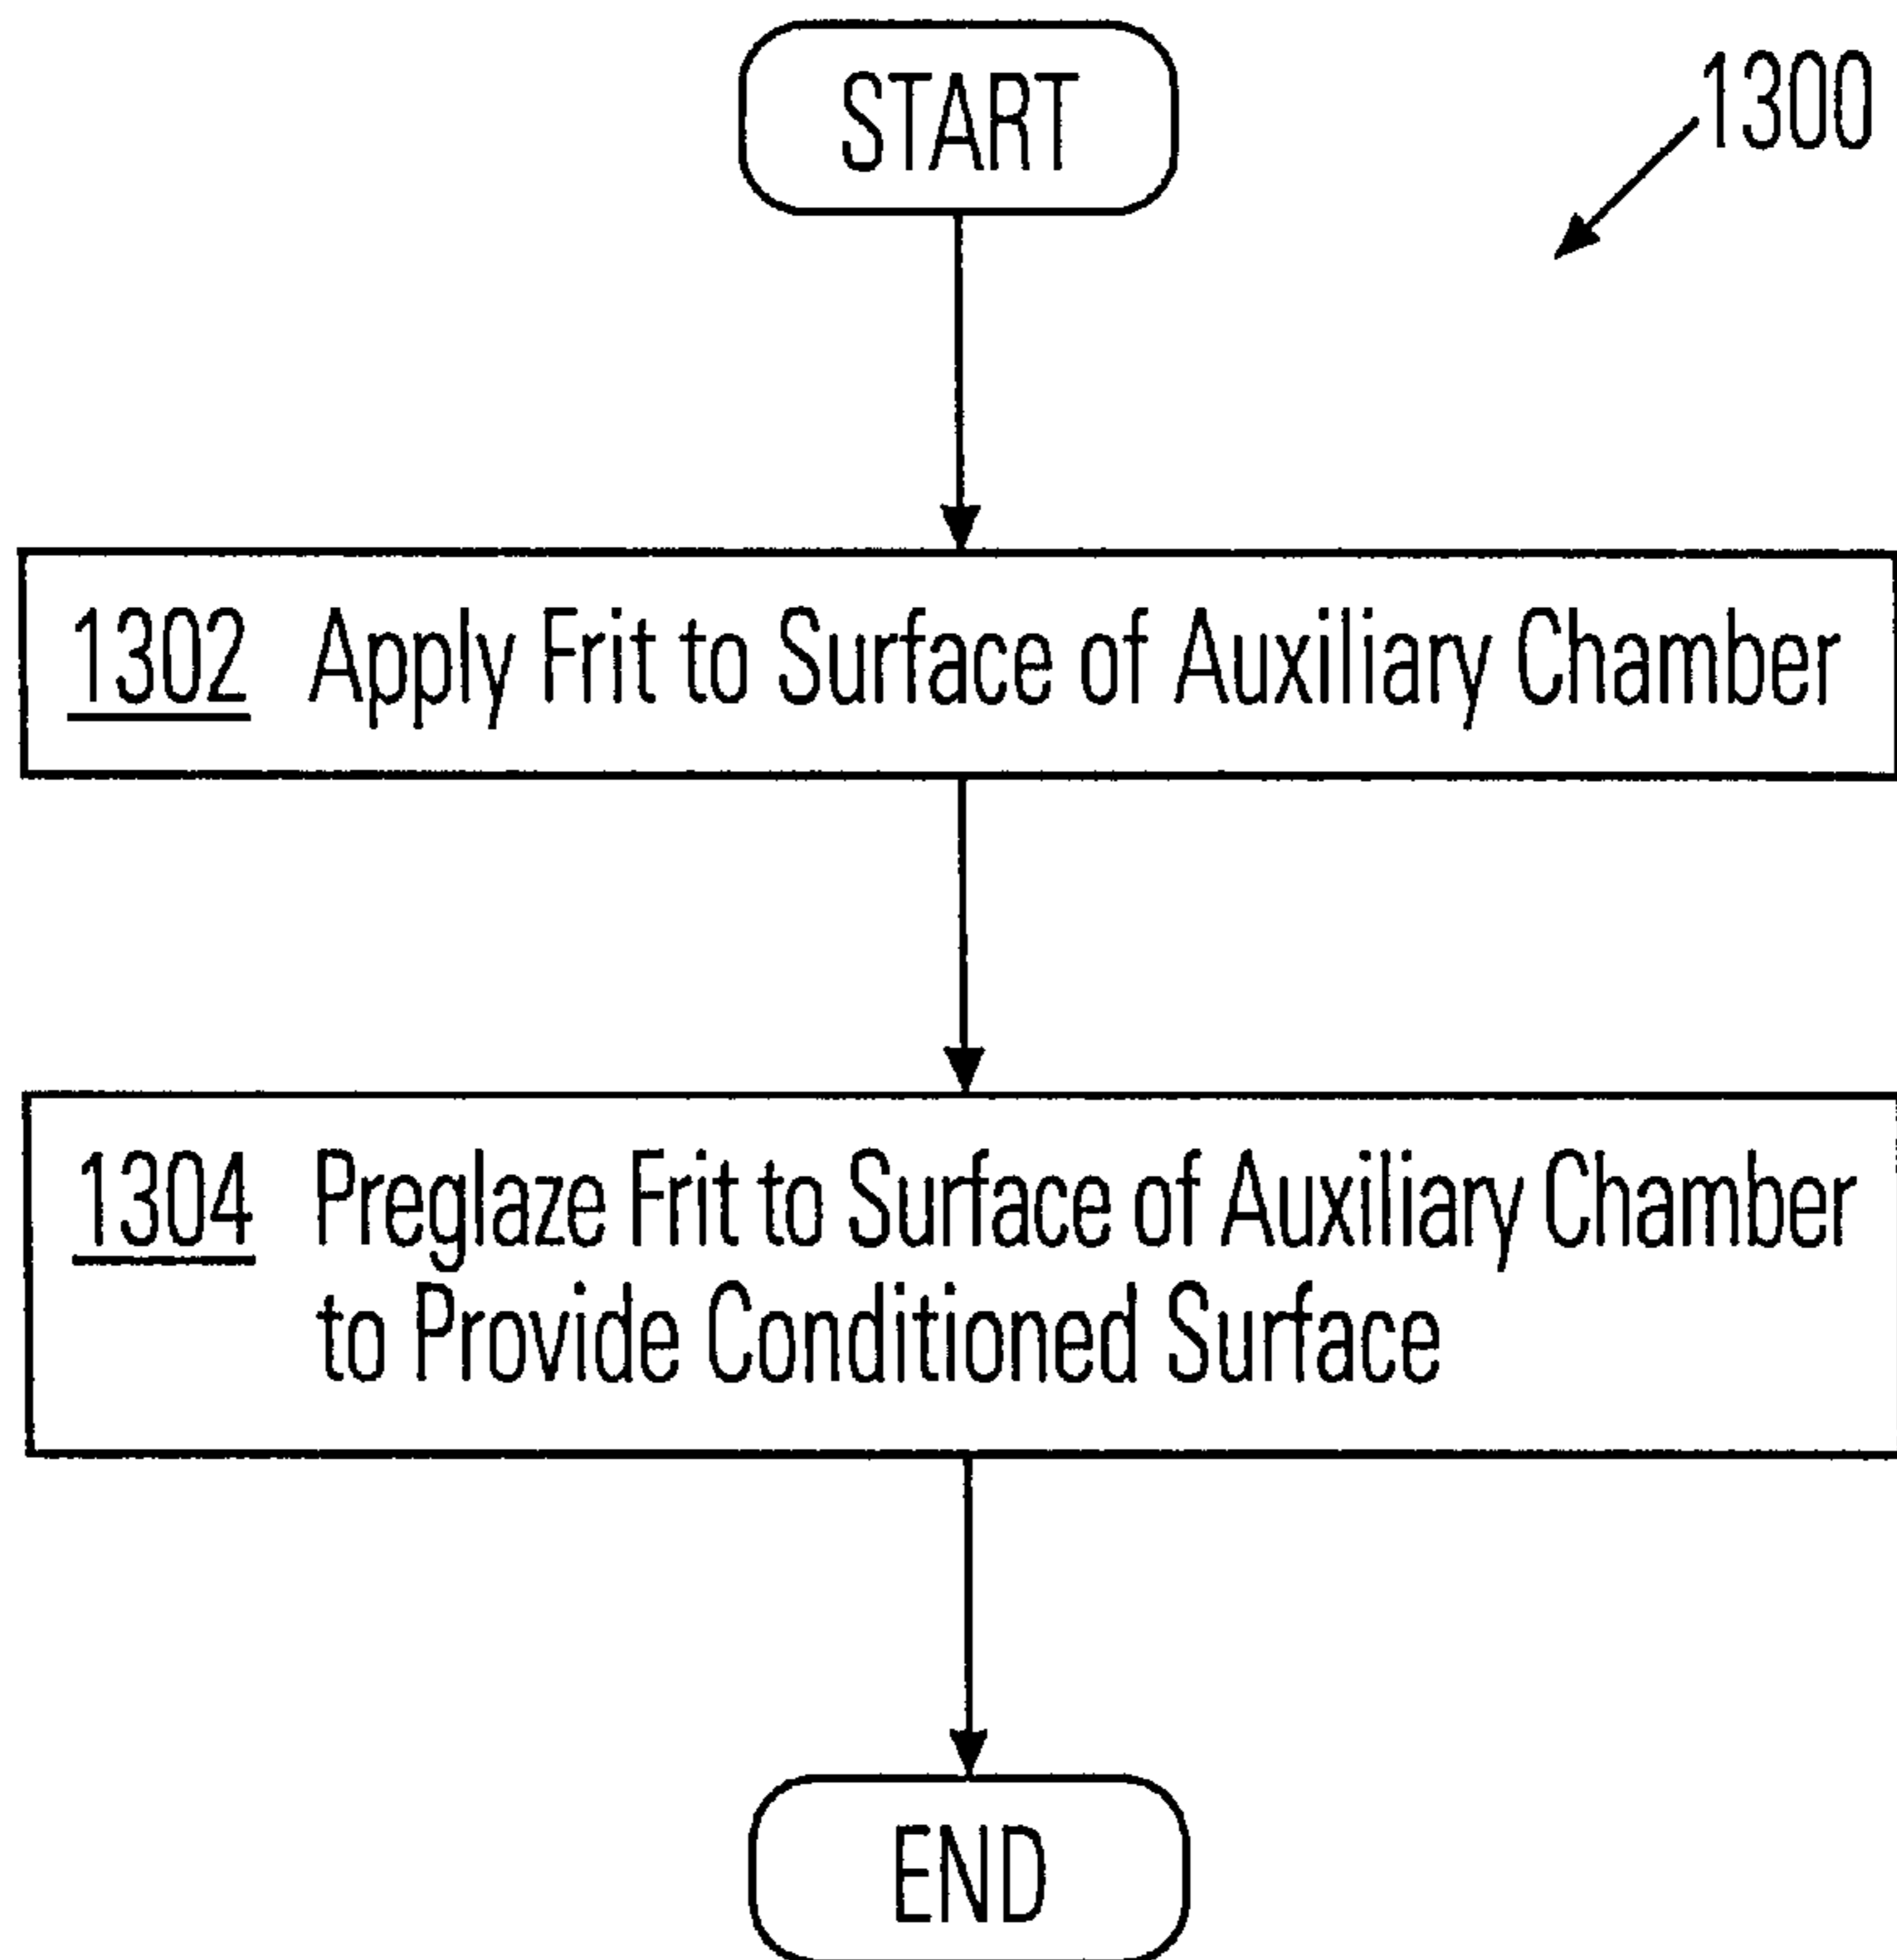 START
1300
1302 Apply Frit to Surface of Auxiliary Chamber
1304 Preglaze Frit to Surface of Auxiliary Chamber
to Provide Conditioned Surface
END